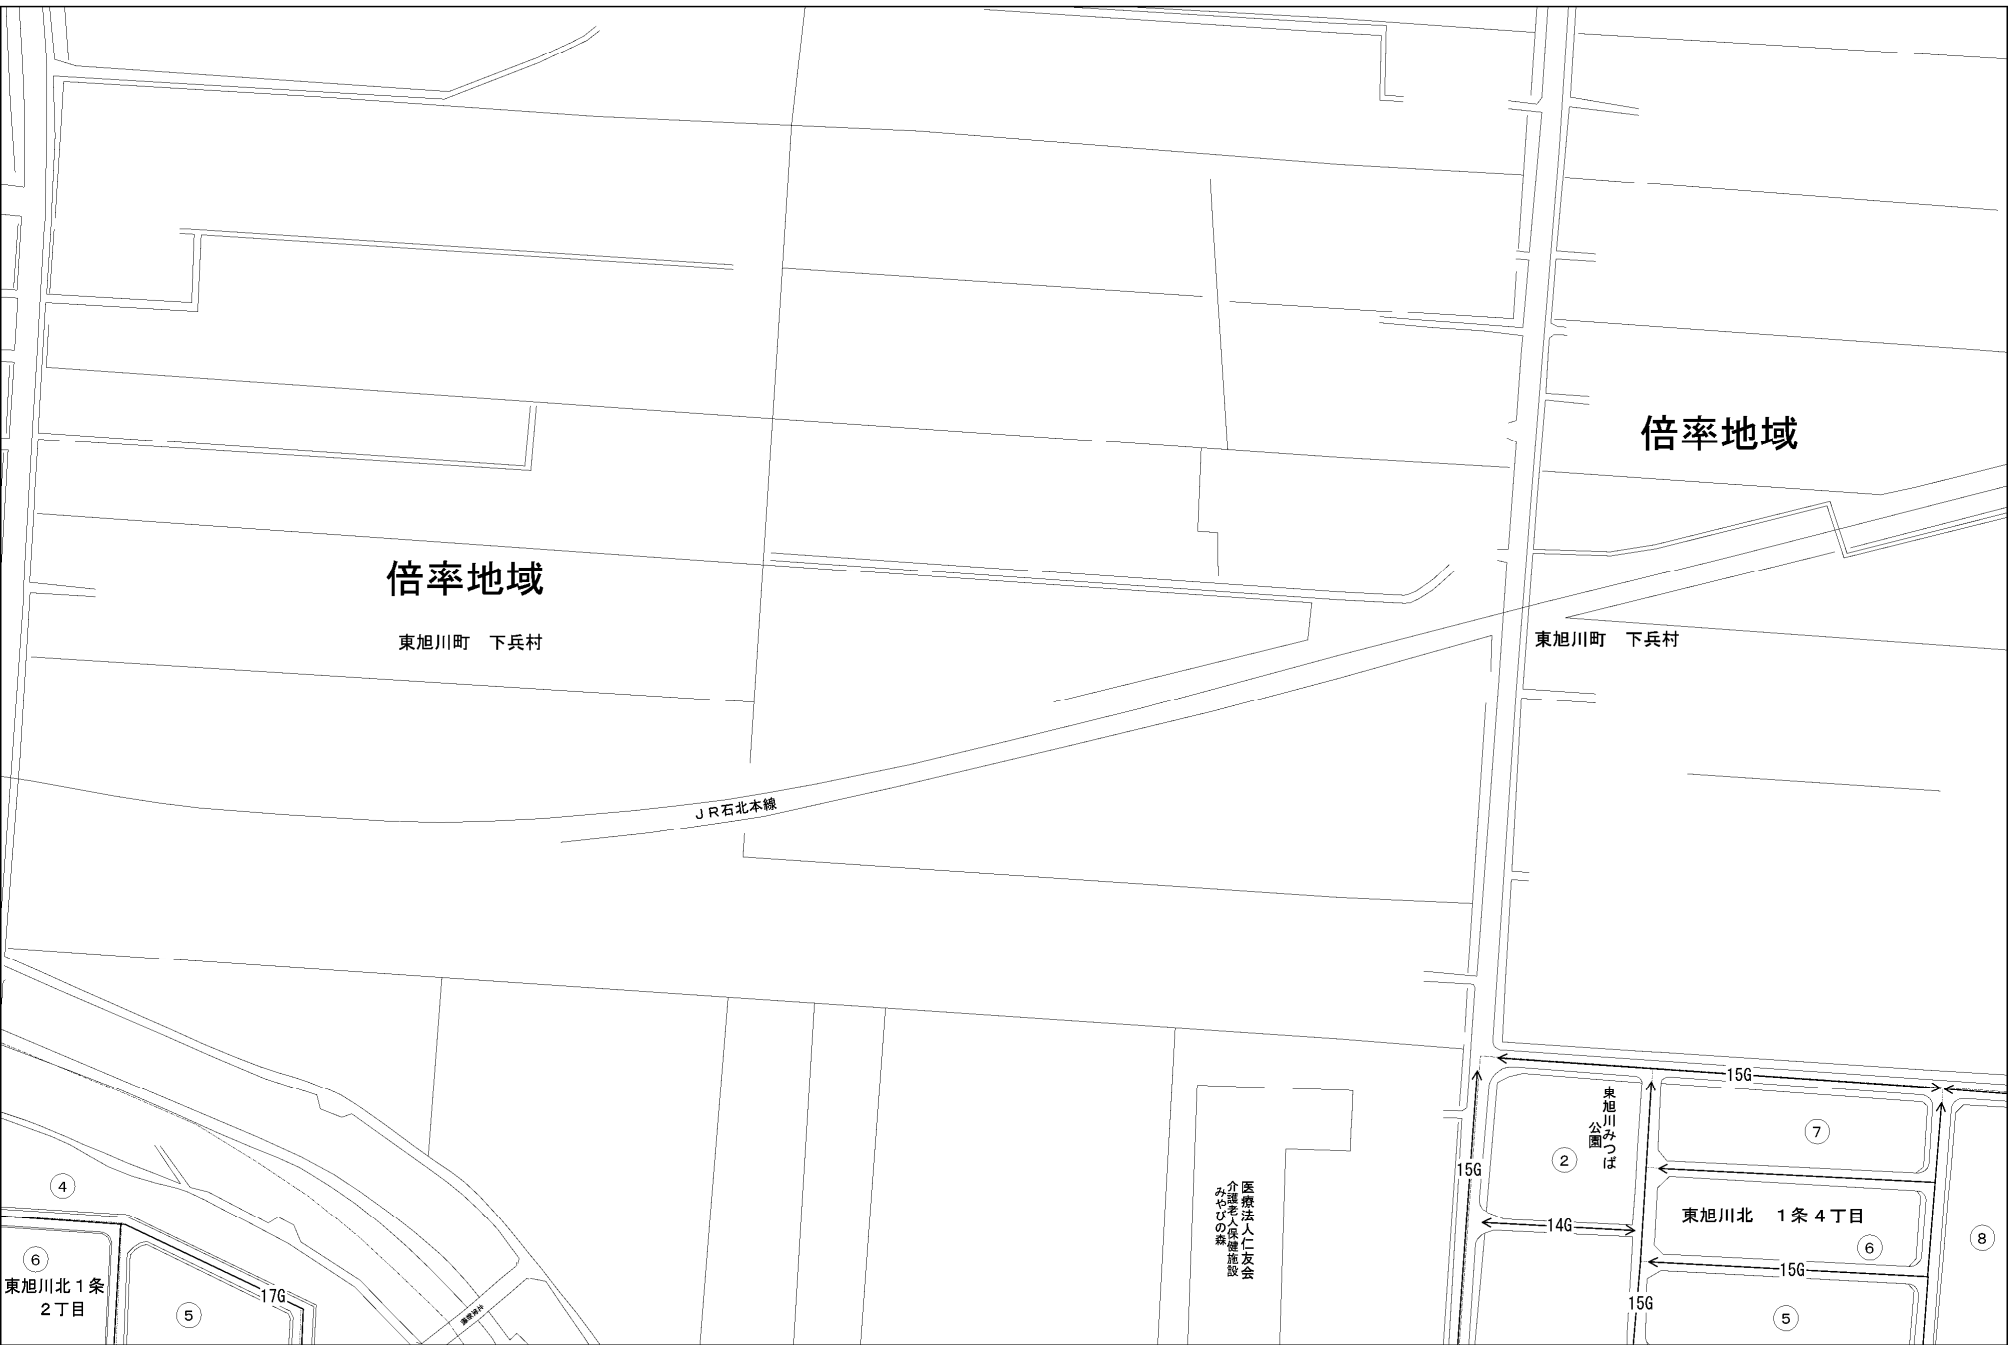 倍率地域
倍率地域
東旭川町　下兵村
東旭川町　下兵村
ＪＲ石北本線
15G
東旭川みつば
公園
⑦
②
15G
④
医療法人仁友会
介護老人保健施設
みやびの森
東旭川北　１条４丁目
14G
⑥
⑧
⑥
東旭川北１条
２丁目
15G
17G
15G
⑤
⑤